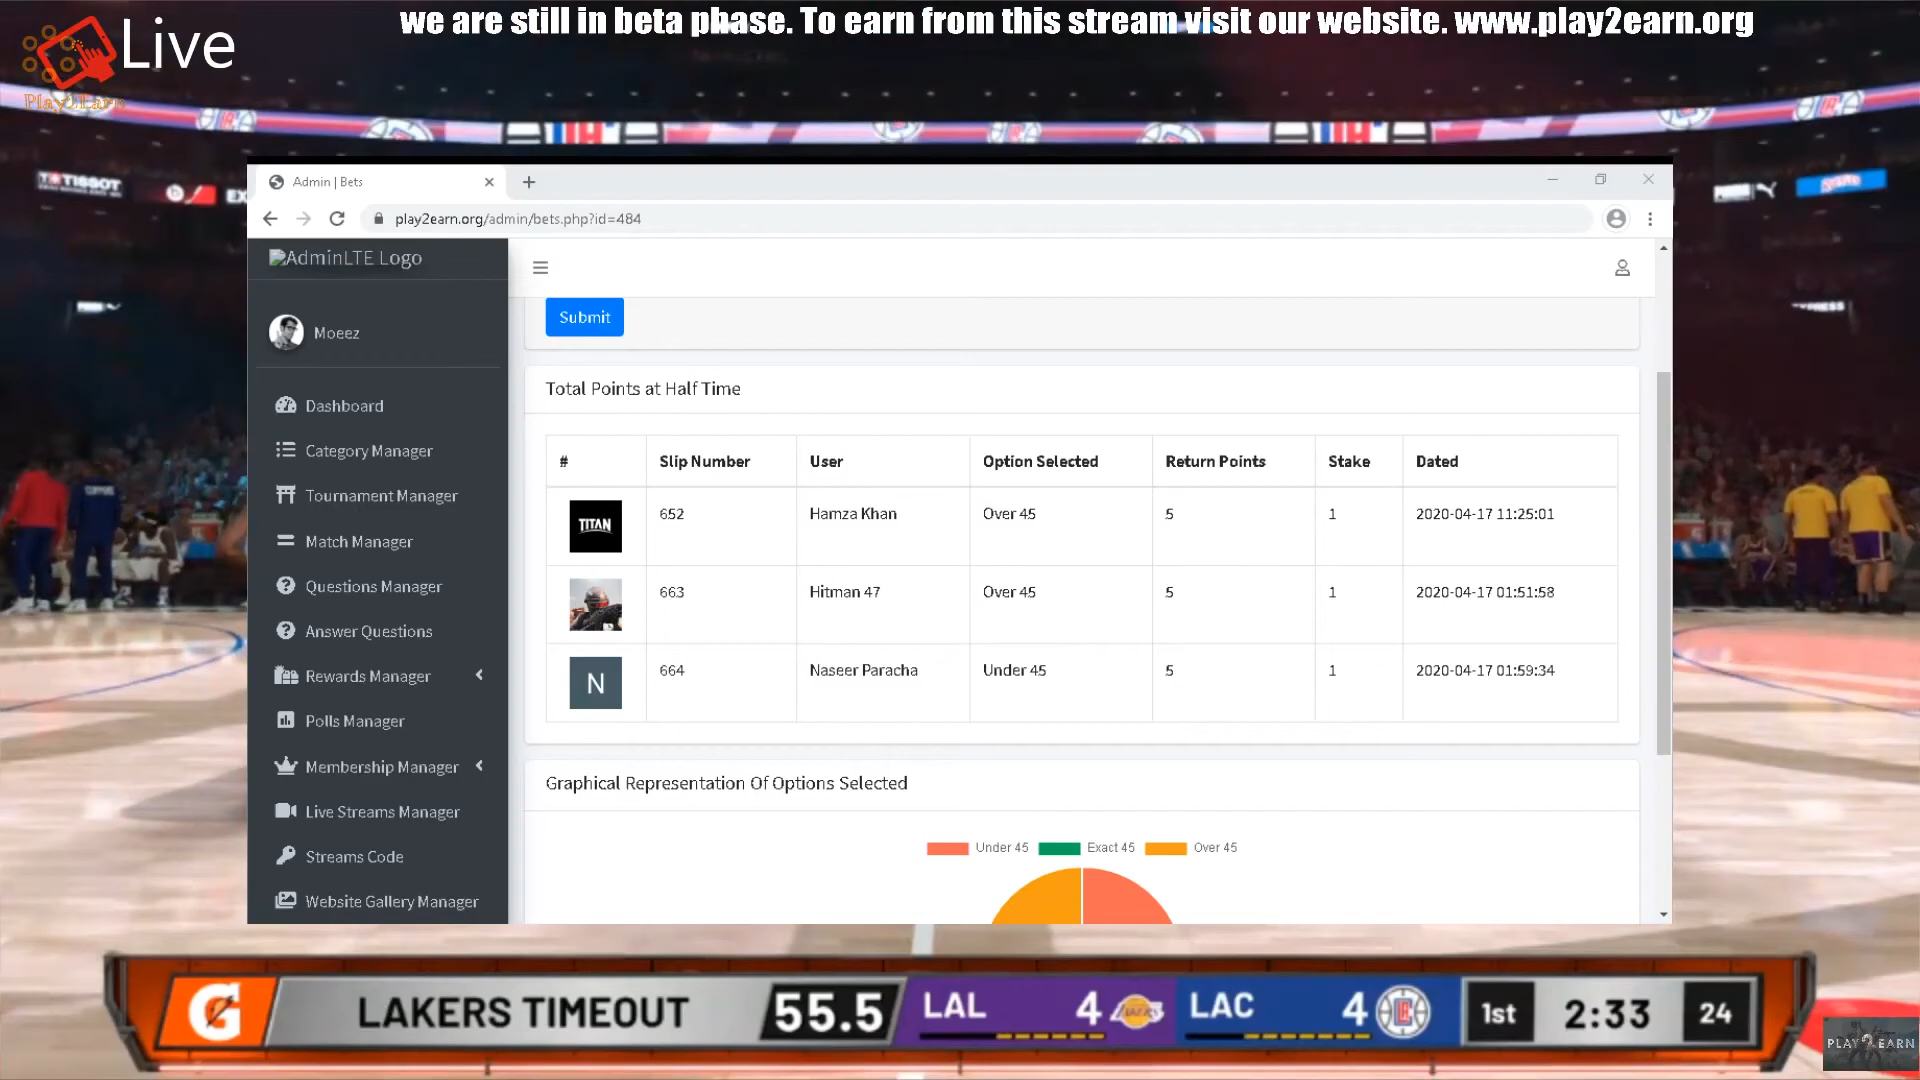 we are still in beta phase. To earn from this stream visit our website. www.play2earn.org
Live
Play2Earn
TISSOT
Admin | Bets
play2earn.org/admin/bets.php?id=484
AdminLTE Logo
Moeez
Dashboard
Category Manager
Tournament Manager
Match Manager
Questions Manager
Answer Questions
Rewards Manager
Polls Manager
Membership Manager
Live Streams Manager
Streams Code
Website Gallery Manager
Submit
Total Points at Half Time
# Slip Number User Option Selected Return Points Stake Dated
TITAN 652 Hamza Khan Over 45 5 1 2020-04-17 11:25:01
663 Hitman 47 Over 45 5 1 2020-04-17 01:51:58
N 664 Naseer Paracha Under 45 5 1 2020-04-17 01:59:34
Graphical Representation Of Options Selected
Under 45 Exact 45 Over 45
G LAKERS TIMEOUT 55.5 LAL 4 LAKERS LAC 4 1st 2:33 24
PLAY2EARN